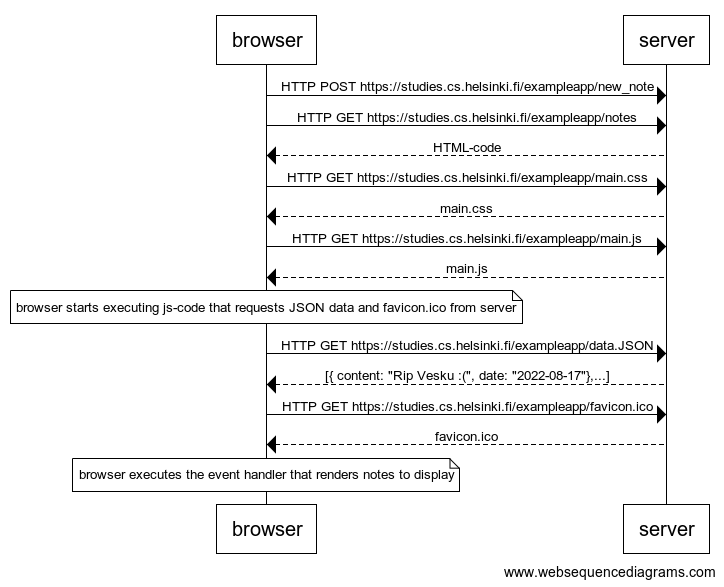 browser server
HTTP POST https://studies.cs.helsinki.fi/exampleapp/new_note
HTTP GET https://studies.cs.helsinki.fi/exampleapp/notes
HTML-code
HTTP GET https://studies.cs.helsinki.fi/exampleapp/main.css
main.css
HTTP GET https://studies.cs.helsinki.fi/exampleapp/main.js
main.js
browser starts executing js-code that requests JSON data and favicon.ico from server
HTTP GET https://studies.cs.helsinki.fi/exampleapp/data.JSON
[{ content: "Rip Vesku :(", date: "2022-08-17"},...]
HTTP GET https://studies.cs.helsinki.fi/exampleapp/favicon.ico
favicon.ico
browser executes the event handler that renders notes to display
browser server
www.websequencediagrams.com